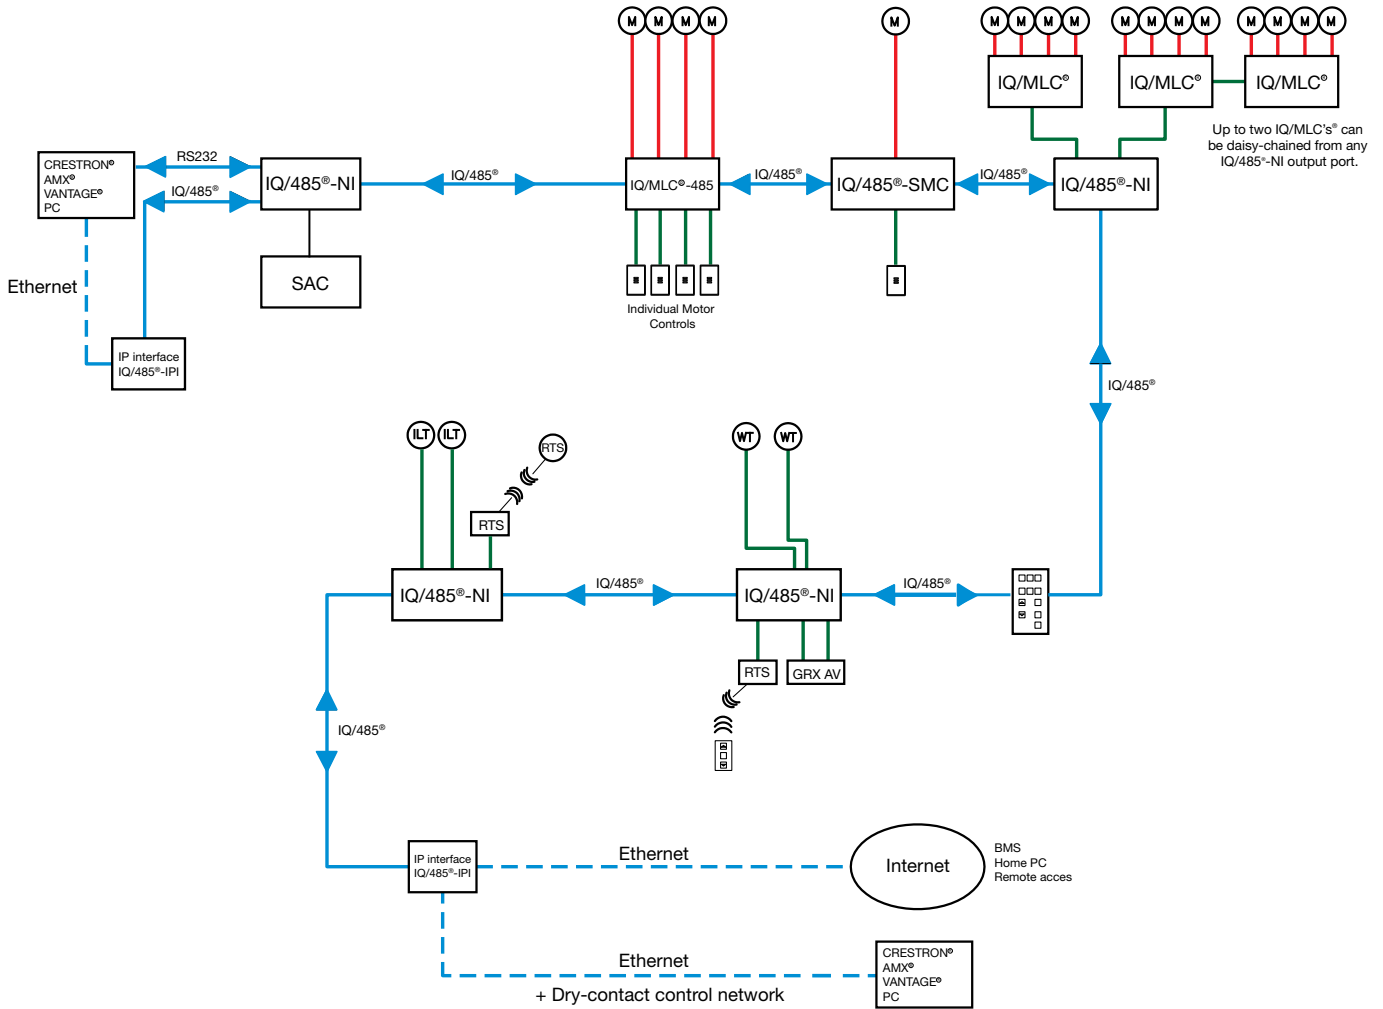 M M M M
M
M M M M
M M M M
M M M M
IQ/MLC®
IQ/MLC®
IQ/MLC®
Up to two IQ/MLC's® can
be daisy-chained from any
IQ/485®-NI output port.
CRESTRON®
AMX®
VANTAGE®
PC
RS232
IQ/485®
IQ/485®-NI
IQ/485®
IQ/MLC®-485
IQ/485®
IQ/485®-SMC
IQ/485®
IQ/485®-NI
SAC
Ethernet
Individual Motor
Controls
IP interface
IQ/485®-IPI
IQ/485®
ILT ILT
RTS
WT WT
RTS
IQ/485®-NI
IQ/485®
IQ/485®-NI
IQ/485®
RTS
GRX AV
IQ/485®
IP interface
IQ/485®-IPI
Ethernet
Internet
BMS
Home PC
Remote acces
Ethernet
+ Dry-contact control network
CRESTRON®
AMX®
VANTAGE®
PC